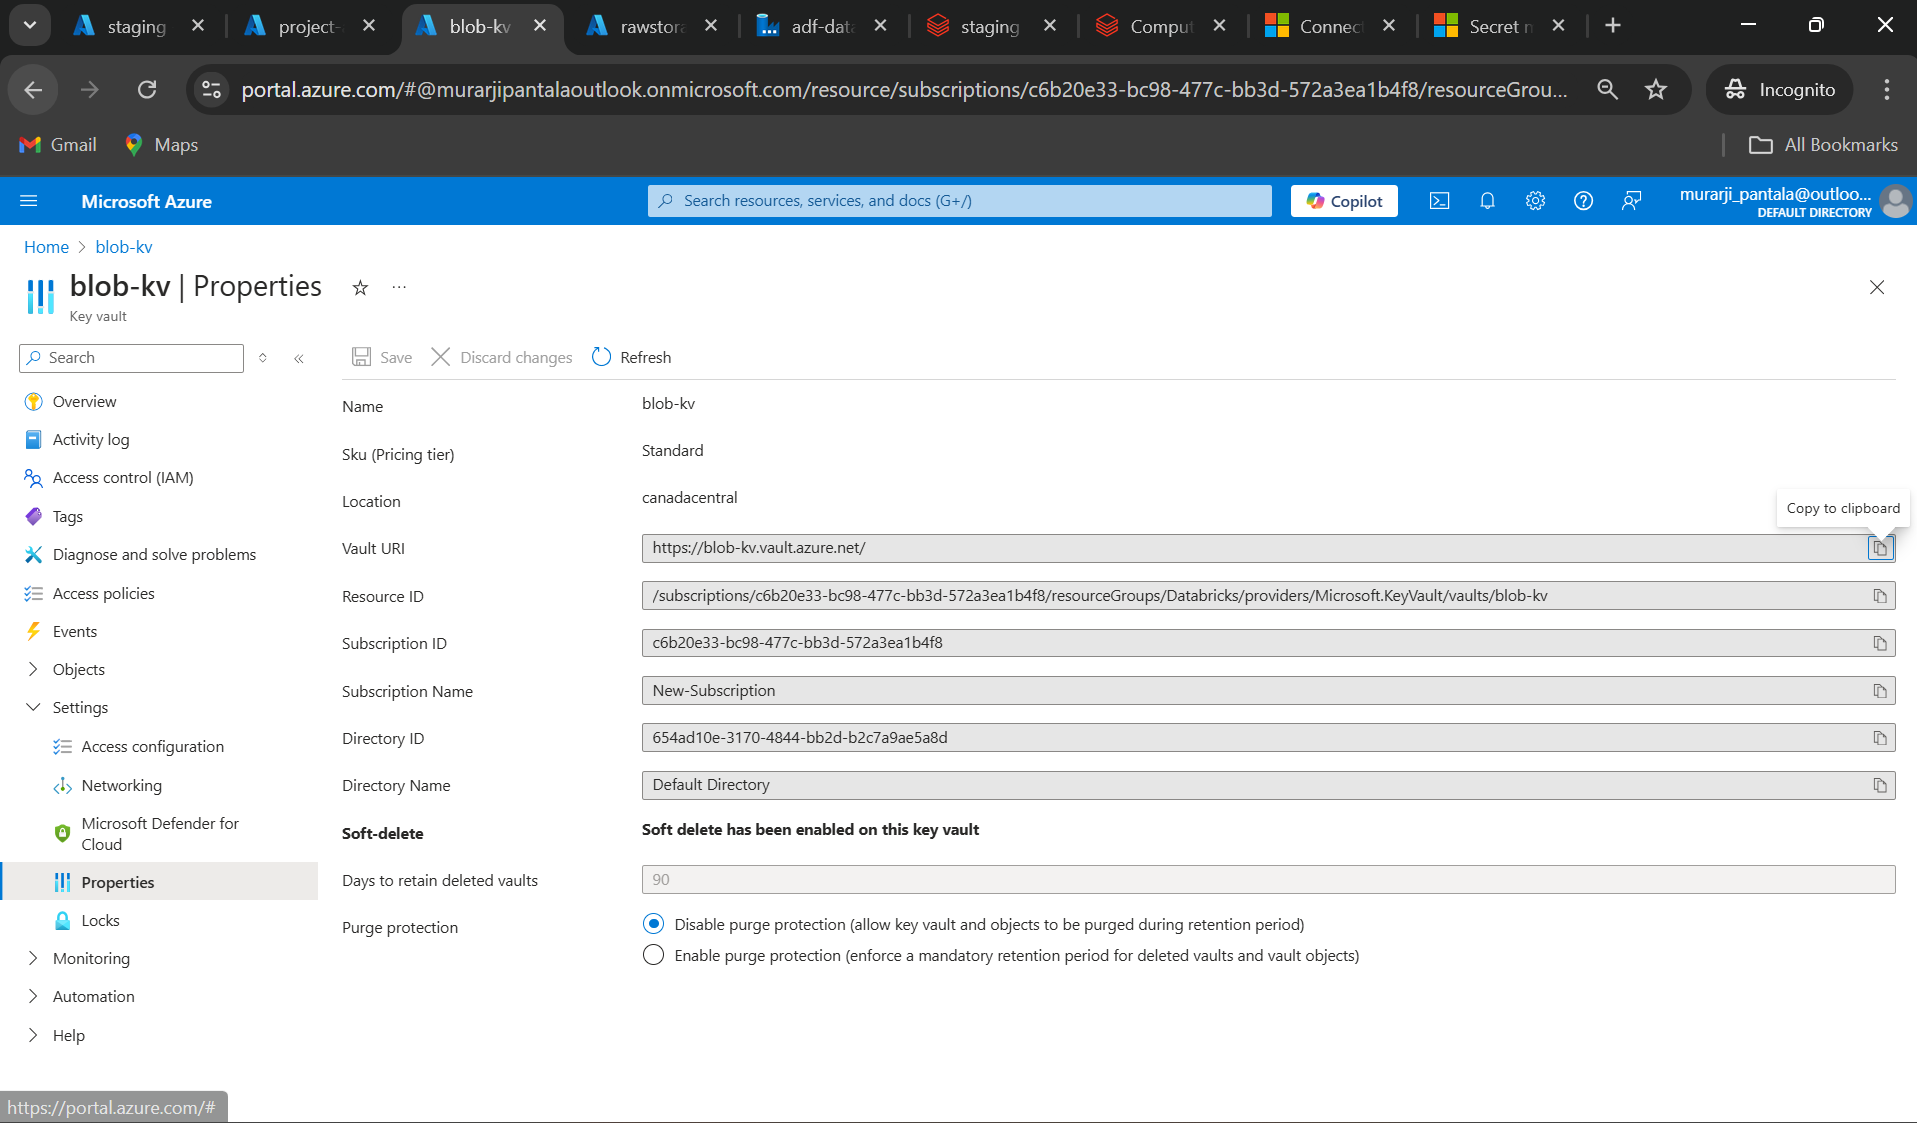 staging
project-
blob-kv
rawstora
adf-data
staging
Comput
Connect
Secret m
portal.azure.com/#@murarjipantalaoutlook.onmicrosoft.com/resource/subscriptions/c6b20e33-bc98-477c-bb3d-572a3ea1b4f8/resourceGrou...
Incognito
Gmail
Maps
All Bookmarks
Microsoft Azure
Search resources, services, and docs (G+/)
Copilot
murarji_pantala@outloo...
DEFAULT DIRECTORY
Home > blob-kv
blob-kv | Properties
Key vault
Search
Save
Discard changes
Refresh
Overview
Activity log
Access control (IAM)
Tags
Diagnose and solve problems
Access policies
Events
Objects
Settings
Access configuration
Networking
Microsoft Defender for
Cloud
Properties
Locks
Monitoring
Automation
Help
Name
blob-kv
Sku (Pricing tier)
Standard
Location
canadacentral
Copy to clipboard
Vault URI
https://blob-kv.vault.azure.net/
Resource ID
/subscriptions/c6b20e33-bc98-477c-bb3d-572a3ea1b4f8/resourceGroups/Databricks/providers/Microsoft.KeyVault/vaults/blob-kv
Subscription ID
c6b20e33-bc98-477c-bb3d-572a3ea1b4f8
Subscription Name
New-Subscription
Directory ID
654ad10e-3170-4844-bb2d-b2c7a9ae5a8d
Directory Name
Default Directory
Soft-delete
Soft delete has been enabled on this key vault
Days to retain deleted vaults
90
Purge protection
Disable purge protection (allow key vault and objects to be purged during retention period)
Enable purge protection (enforce a mandatory retention period for deleted vaults and vault objects)
https://portal.azure.com/#